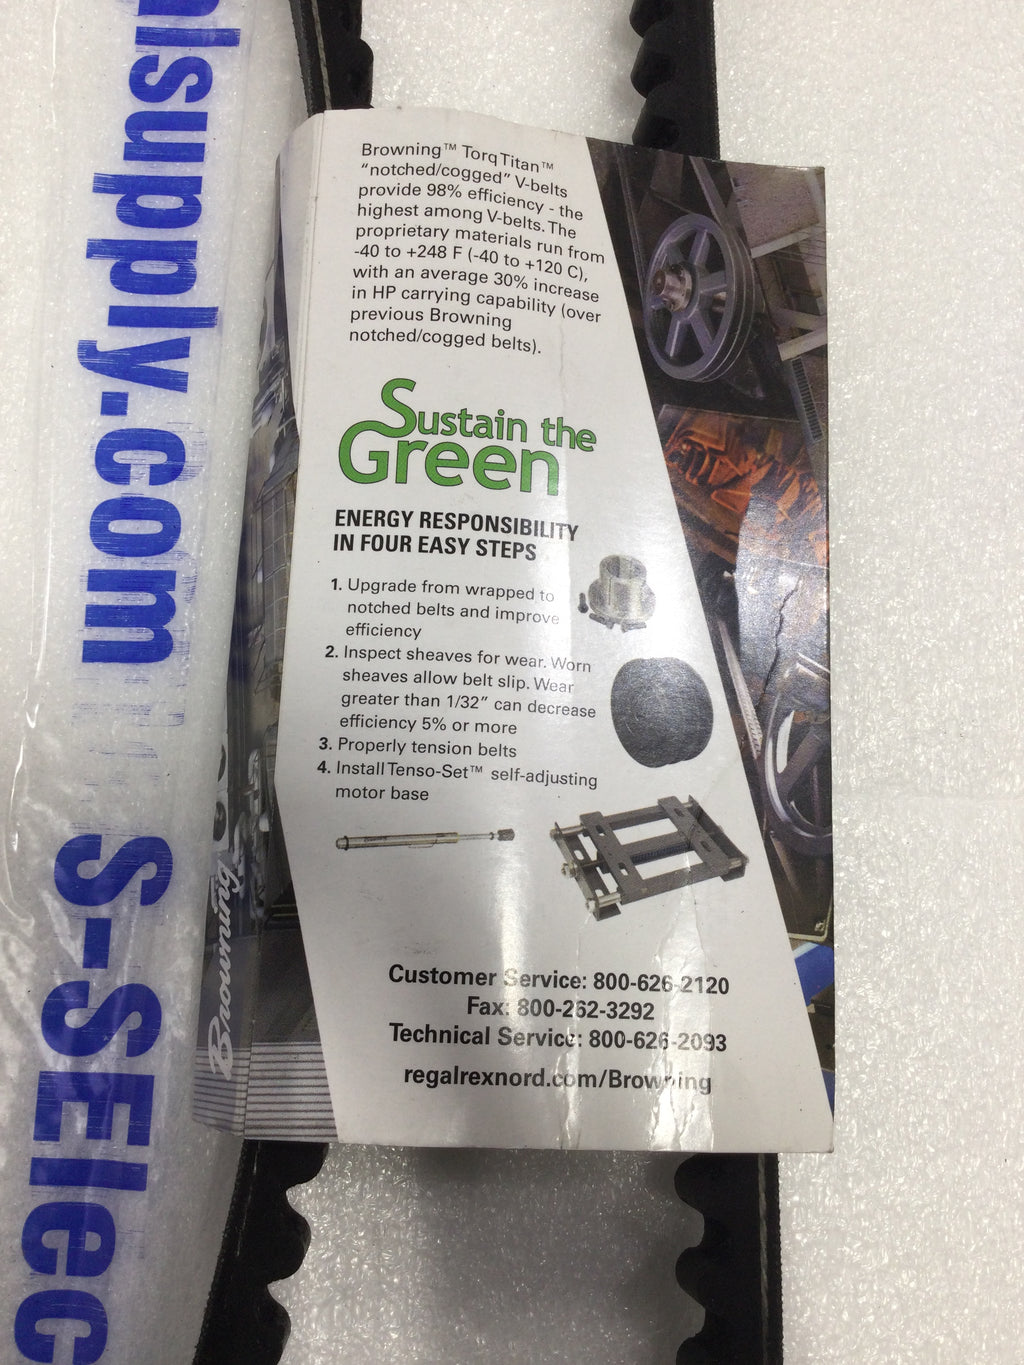 Browning™ TorqTitan™
“notched/cogged” V-belts
provide 98% efficiency - the
highest among V-belts. The
proprietary materials run from
-40 to +248 F (-40 to +120 C),
with an average 30% increase
in HP carrying capability (over
previous Browning
notched/cogged belts).
Sustain the
Green
ENERGY RESPONSIBILITY
IN FOUR EASY STEPS
1. Upgrade from wrapped to
notched belts and improve
efficiency
2. Inspect sheaves for wear. Worn
sheaves allow belt slip. Wear
greater than 1/32” can decrease
efficiency 5% or more
3. Properly tension belts
4. Install Tenso-Set™ self-adjusting
motor base
Customer Service: 800-626-2120
Fax: 800-262-3292
Technical Service: 800-626-2093
regalrexnord.com/Browning
Browning
alsupply.com
S-Elec